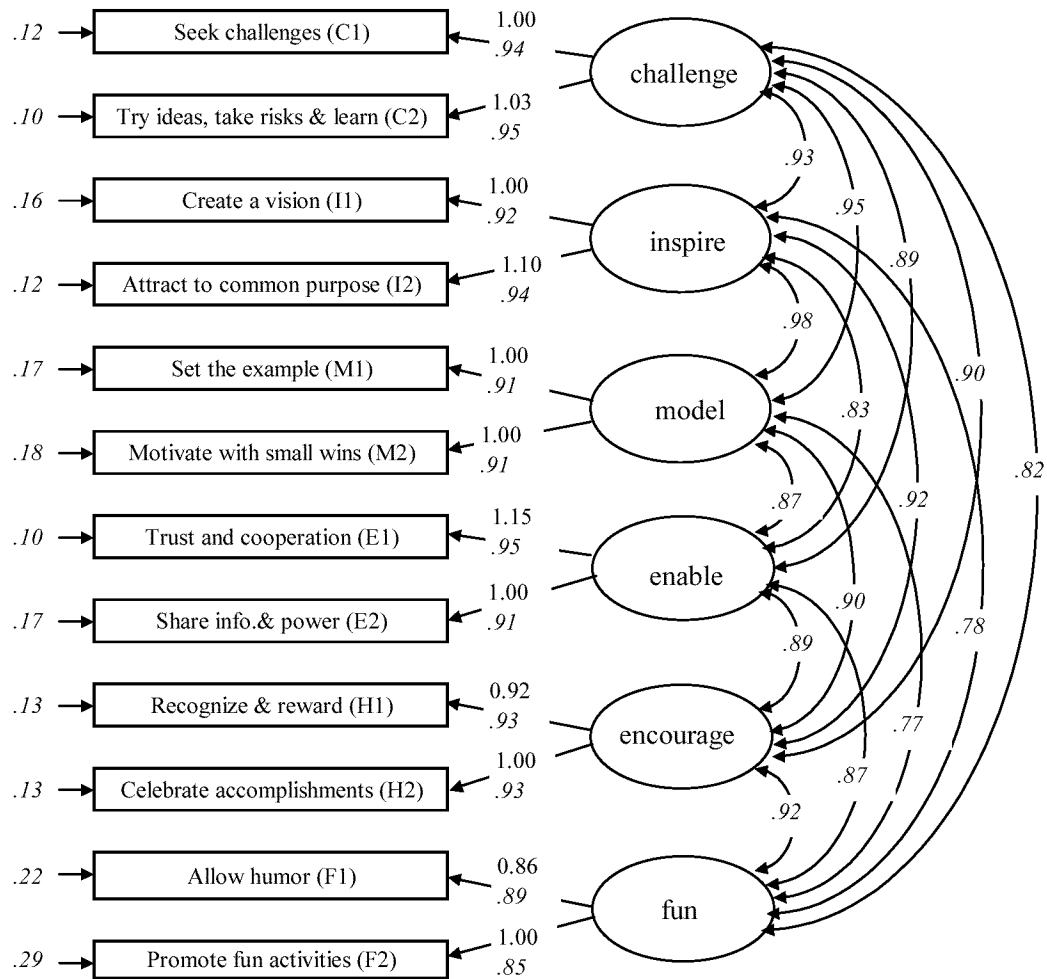 .12
Seek challenges (C1)
1.00
.94
challenge
.10
Try ideas, take risks & learn (C2)
1.03
.95
.93
.16
Create a vision (I1)
1.00
.92
inspire
.95
.89
.12
Attract to common purpose (I2)
1.10
.94
.98
.17
Set the example (M1)
1.00
.91
model
.83
.90
.18
Motivate with small wins (M2)
1.00
.91
.87
.92
.82
.10
Trust and cooperation (E1)
1.15
.95
enable
.17
Share info.& power (E2)
1.00
.91
.89
.90
.78
.13
Recognize & reward (H1)
0.92
.93
encourage
.77
.13
Celebrate accomplishments (H2)
1.00
.93
.92
.87
.22
Allow humor (F1)
0.86
.89
fun
.29
Promote fun activities (F2)
1.00
.85